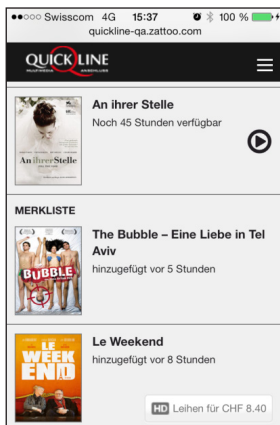 Swisscom 4G 15:37 100 %
quickline-qa.zattoo.com
QUICKLINE
MULTIMEDIA ANSCHLUSS
An ihrer Stelle
Noch 45 Stunden verfügbar
An ihrer Stelle
MERKLISTE
The Bubble – Eine Liebe in Tel
Aviv
hinzugefügt vor 5 Stunden
BUBBLE
Le Weekend
hinzugefügt vor 8 Stunden
LE
WEEK
END
HD Leihen für CHF 8.40